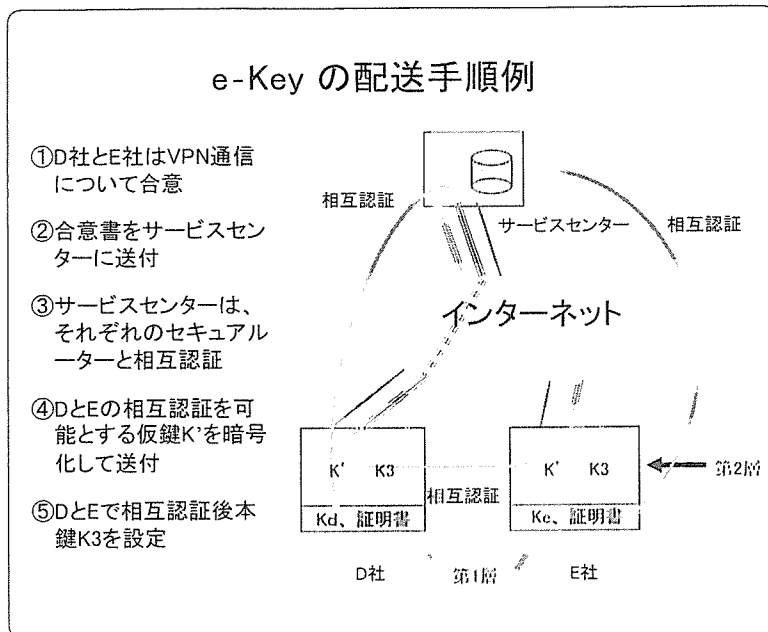 e-Key の配送手順例
①D社とE社はVPN通信
について合意
②合意書をサービスセン
ターに送付
③サービスセンターは、
それぞれのセキュアル
ーターと相互認証
④DとEの相互認証を可
能とする仮鍵K'を暗号
化して送付
⑤DとEで相互認証後本
鍵K3を設定
相互認証
サービスセンター
相互認証
インターネット
K' K3
K' K3
第2層
相互認証
Kd、証明書
Ke、証明書
D社
第1層
E社